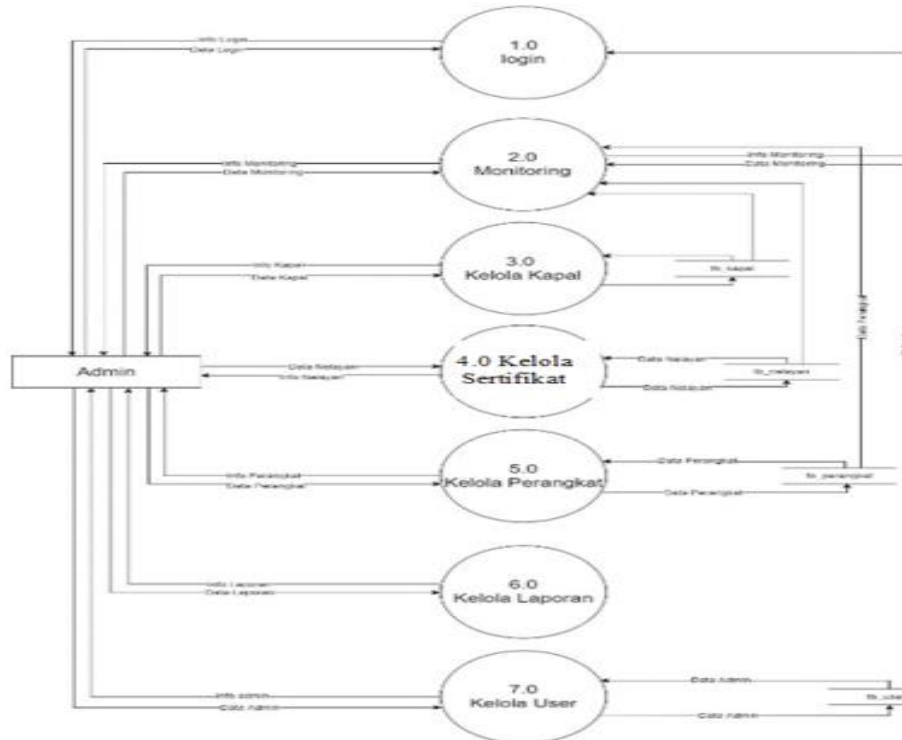 Info Login
Data Login
1.0
login
Info Monitoring
Data Monitoring
2.0
Monitoring
Info Monitoring
Data Monitoring
Info Kapal
Data Kapal
3.0
Kelola Kapal
tb_kapal
Admin
Data Nelayan
Info Nelayan
4.0 Kelola
Sertifikat
Data Nelayan
Data Nelayan
tb_nelayan
Info Perangkat
Data Perangkat
5.0
Kelola Perangkat
Data Perangkat
Data Perangkat
tb_perangkat
Data Perangkat
Info Laporan
Data Laporan
6.0
Kelola Laporan
Info admin
Data Admin
7.0
Kelola User
Data Admin
Data Admin